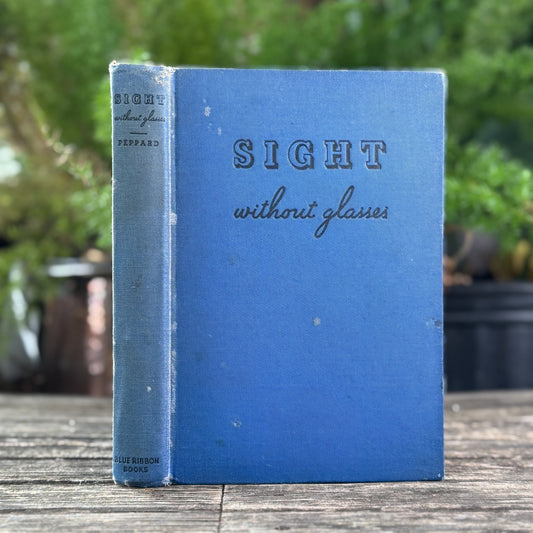 SIGHT
without glasses
PEPPARD
BLUE RIBBON
BOOKS
SIGHT
without glasses